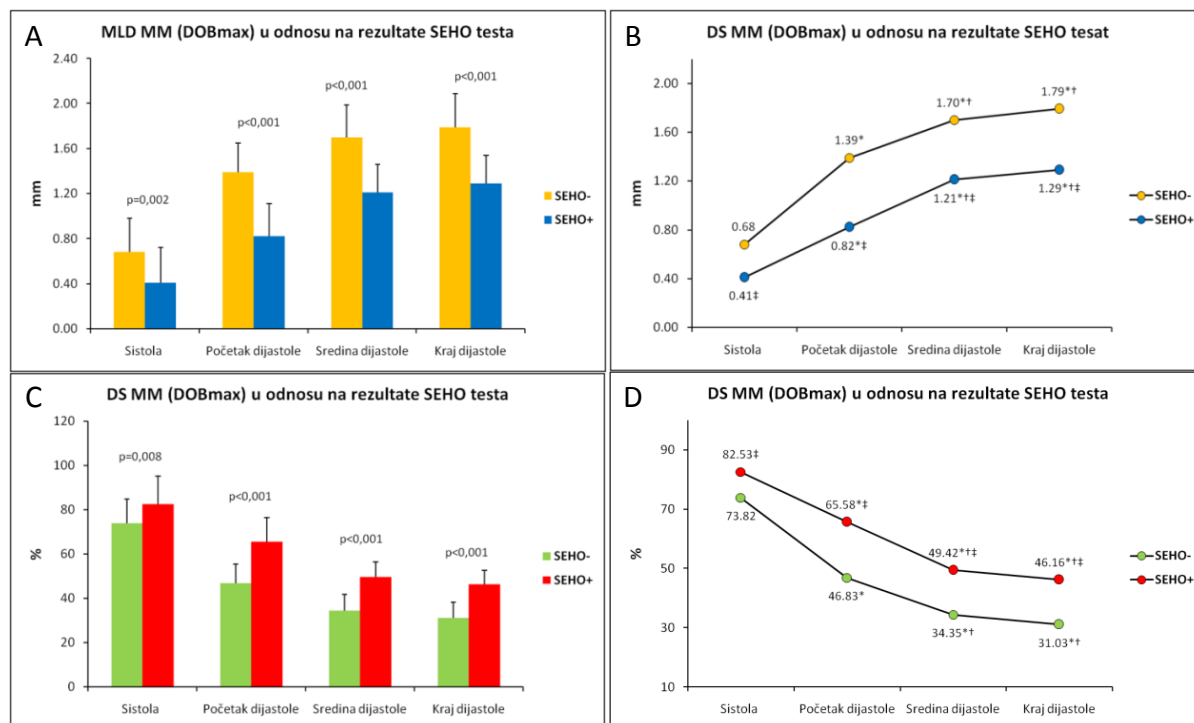 A
MLD MM (DOBmax) u odnosu na rezultate SEHO testa
2.40
2.00
1.60
1.20
0.80
0.40
0.00
mm
p=0,002
p<0,001
p<0,001
p<0,001
Sistola
Početak dijastole
Sredina dijastole
Kraj dijastole
SEHO-
SEHO+
B
DS MM (DOBmax) u odnosu na rezultate SEHO tesat
2.00
1.60
1.20
0.80
0.40
0.00
mm
0.68
1.39*
1.70*†
1.79*†
0.41‡
0.82*‡
1.21*†‡
1.29*†‡
Sistola
Početak dijastole
Sredina dijastole
Kraj dijastole
SEHO-
SEHO+
C
DS MM (DOBmax) u odnosu na rezultate SEHO testa
120
100
80
60
40
20
0
%
p=0,008
p<0,001
p<0,001
p<0,001
Sistola
Početak dijastole
Sredina dijastole
Kraj dijastole
SEHO-
SEHO+
D
DS MM (DOBmax) u odnosu na rezultate SEHO testa
90
70
50
30
10
%
82.53‡
65.58*‡
49.42*†‡
46.16*†‡
73.82
46.83*
34.35*†
31.03*†
Sistola
Početak dijastole
Sredina dijastole
Kraj dijastole
SEHO-
SEHO+